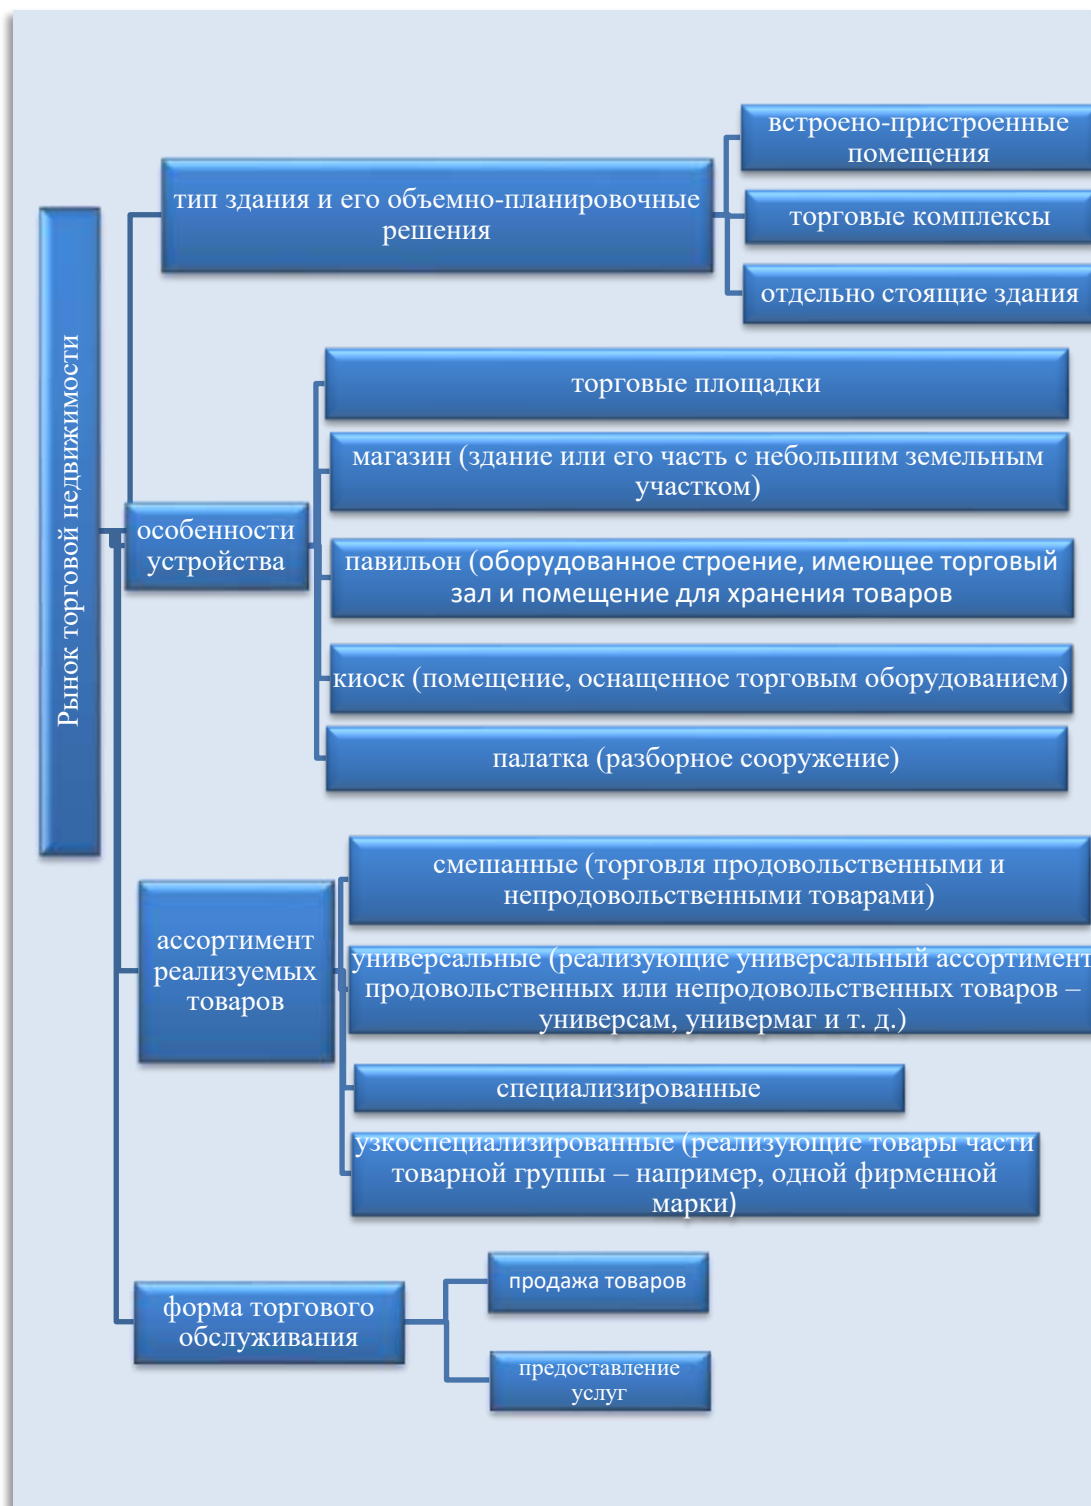 Рынок торговой недвижимости
тип здания и его объемно-планировочные
решения
встроено-пристроенные
помещения
торговые комплексы
отдельно стоящие здания
особенности
устройства
торговые площадки
магазин (здание или его часть с небольшим земельным
участком)
павильон (оборудованное строение, имеющее торговый
зал и помещение для хранения товаров
киоск (помещение, оснащенное торговым оборудованием)
палатка (разборное сооружение)
ассортимент
реализуемых
товаров
смешанные (торговля продовольственными и
непродовольственными товарами)
универсальные (реализующие универсальный ассортимент
продовольственных или непродовольственных товаров –
универсам, универмаг и т. д.)
специализированные
узкоспециализированные (реализующие товары части
товарной группы – например, одной фирменной
марки)
форма торгового
обслуживания
продажа товаров
предоставление
услуг